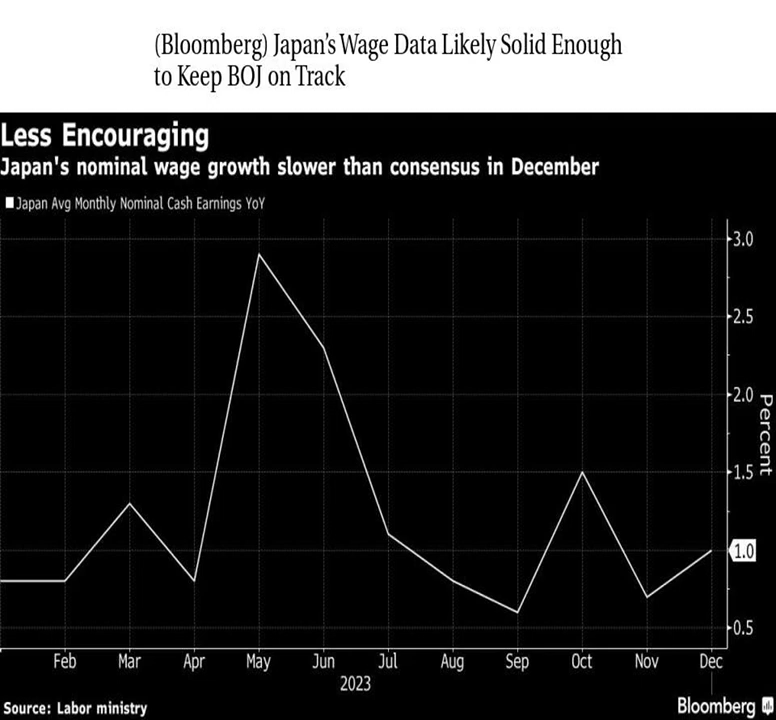 (Bloomberg) Japan's Wage Data Likely Solid Enough
to Keep BOJ on Track
Less Encouraging
Japan's nominal wage growth slower than consensus in December
Japan Avg Monthly Nominal Cash Earnings YoY
3.0
2.5
2.0
1.5
1.0
0.5
Percent
Feb Mar Apr May Jun Jul Aug Sep Oct Nov Dec
2023
Source: Labor ministry
Bloomberg